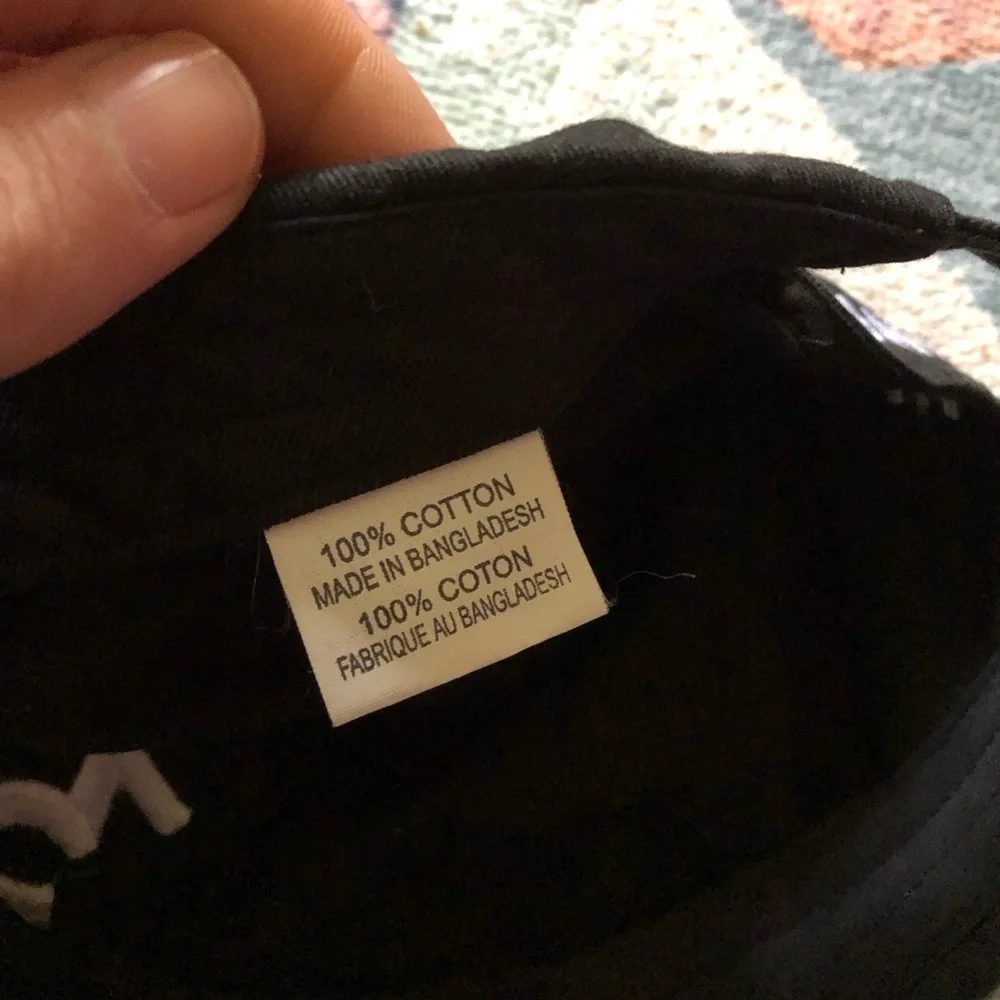 100% COTTON
MADE IN BANGLADESH
100% COTON
FABRIQUE AU BANGLADESH